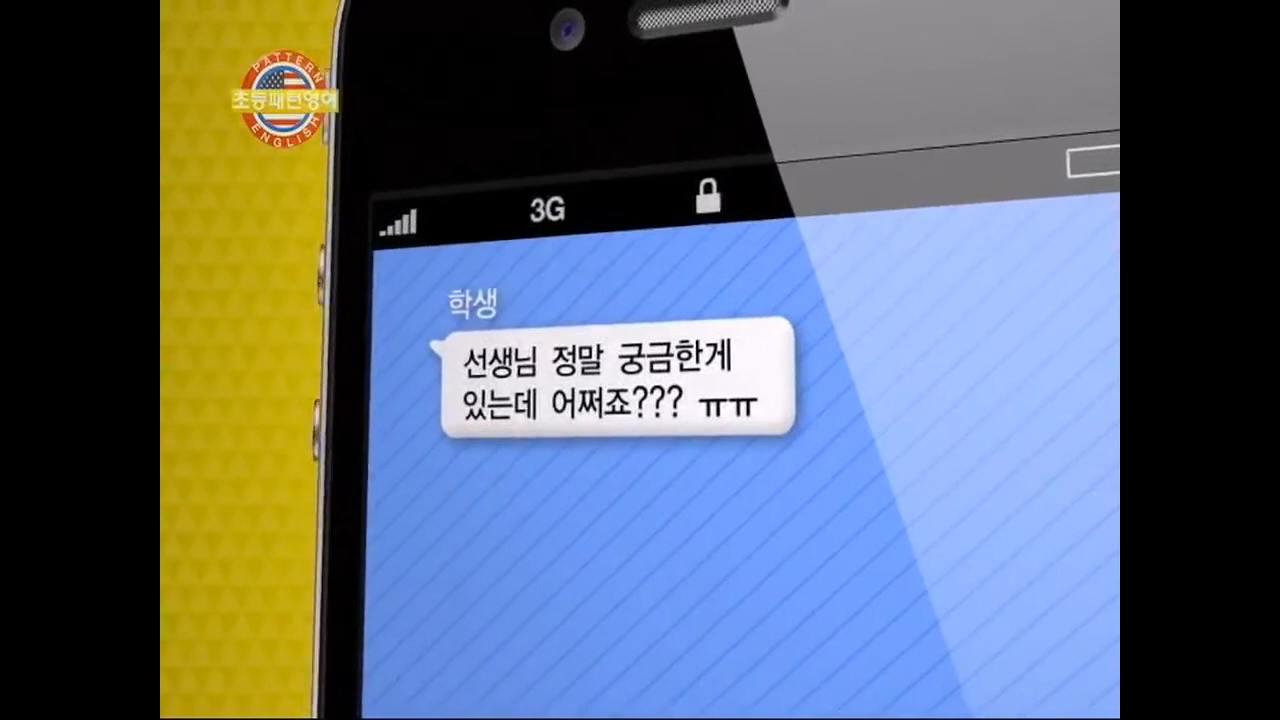 PATTERN
초등패턴영어
ENGLISH
3G
학생
선생님 정말 궁금한게
있는데 어쩌죠??? ㅠㅠ